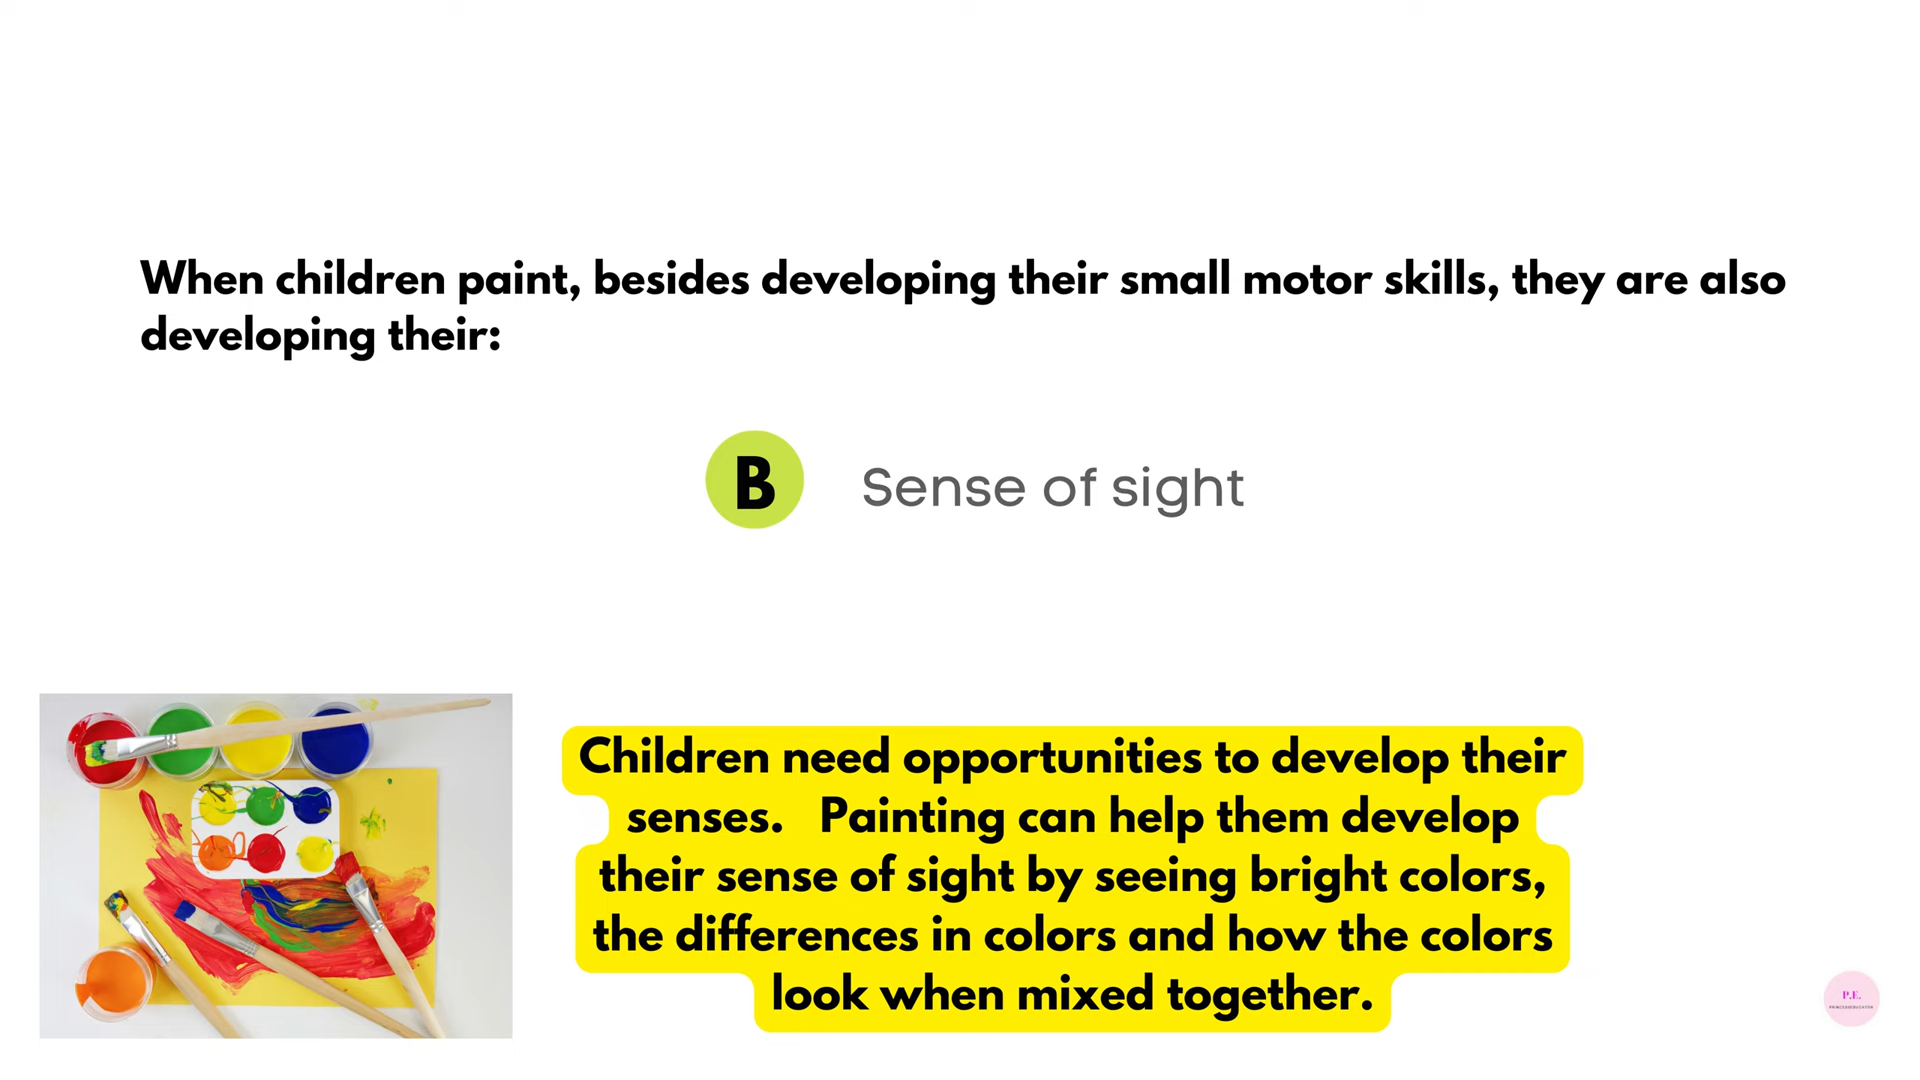 When children paint, besides developing their small motor skills, they are also
developing their:
B Sense of sight
Children need opportunities to develop their
senses. Painting can help them develop
their sense of sight by seeing bright colors,
the differences in colors and how the colors
look when mixed together.
P.E.
PRINCESSEDUCATOR